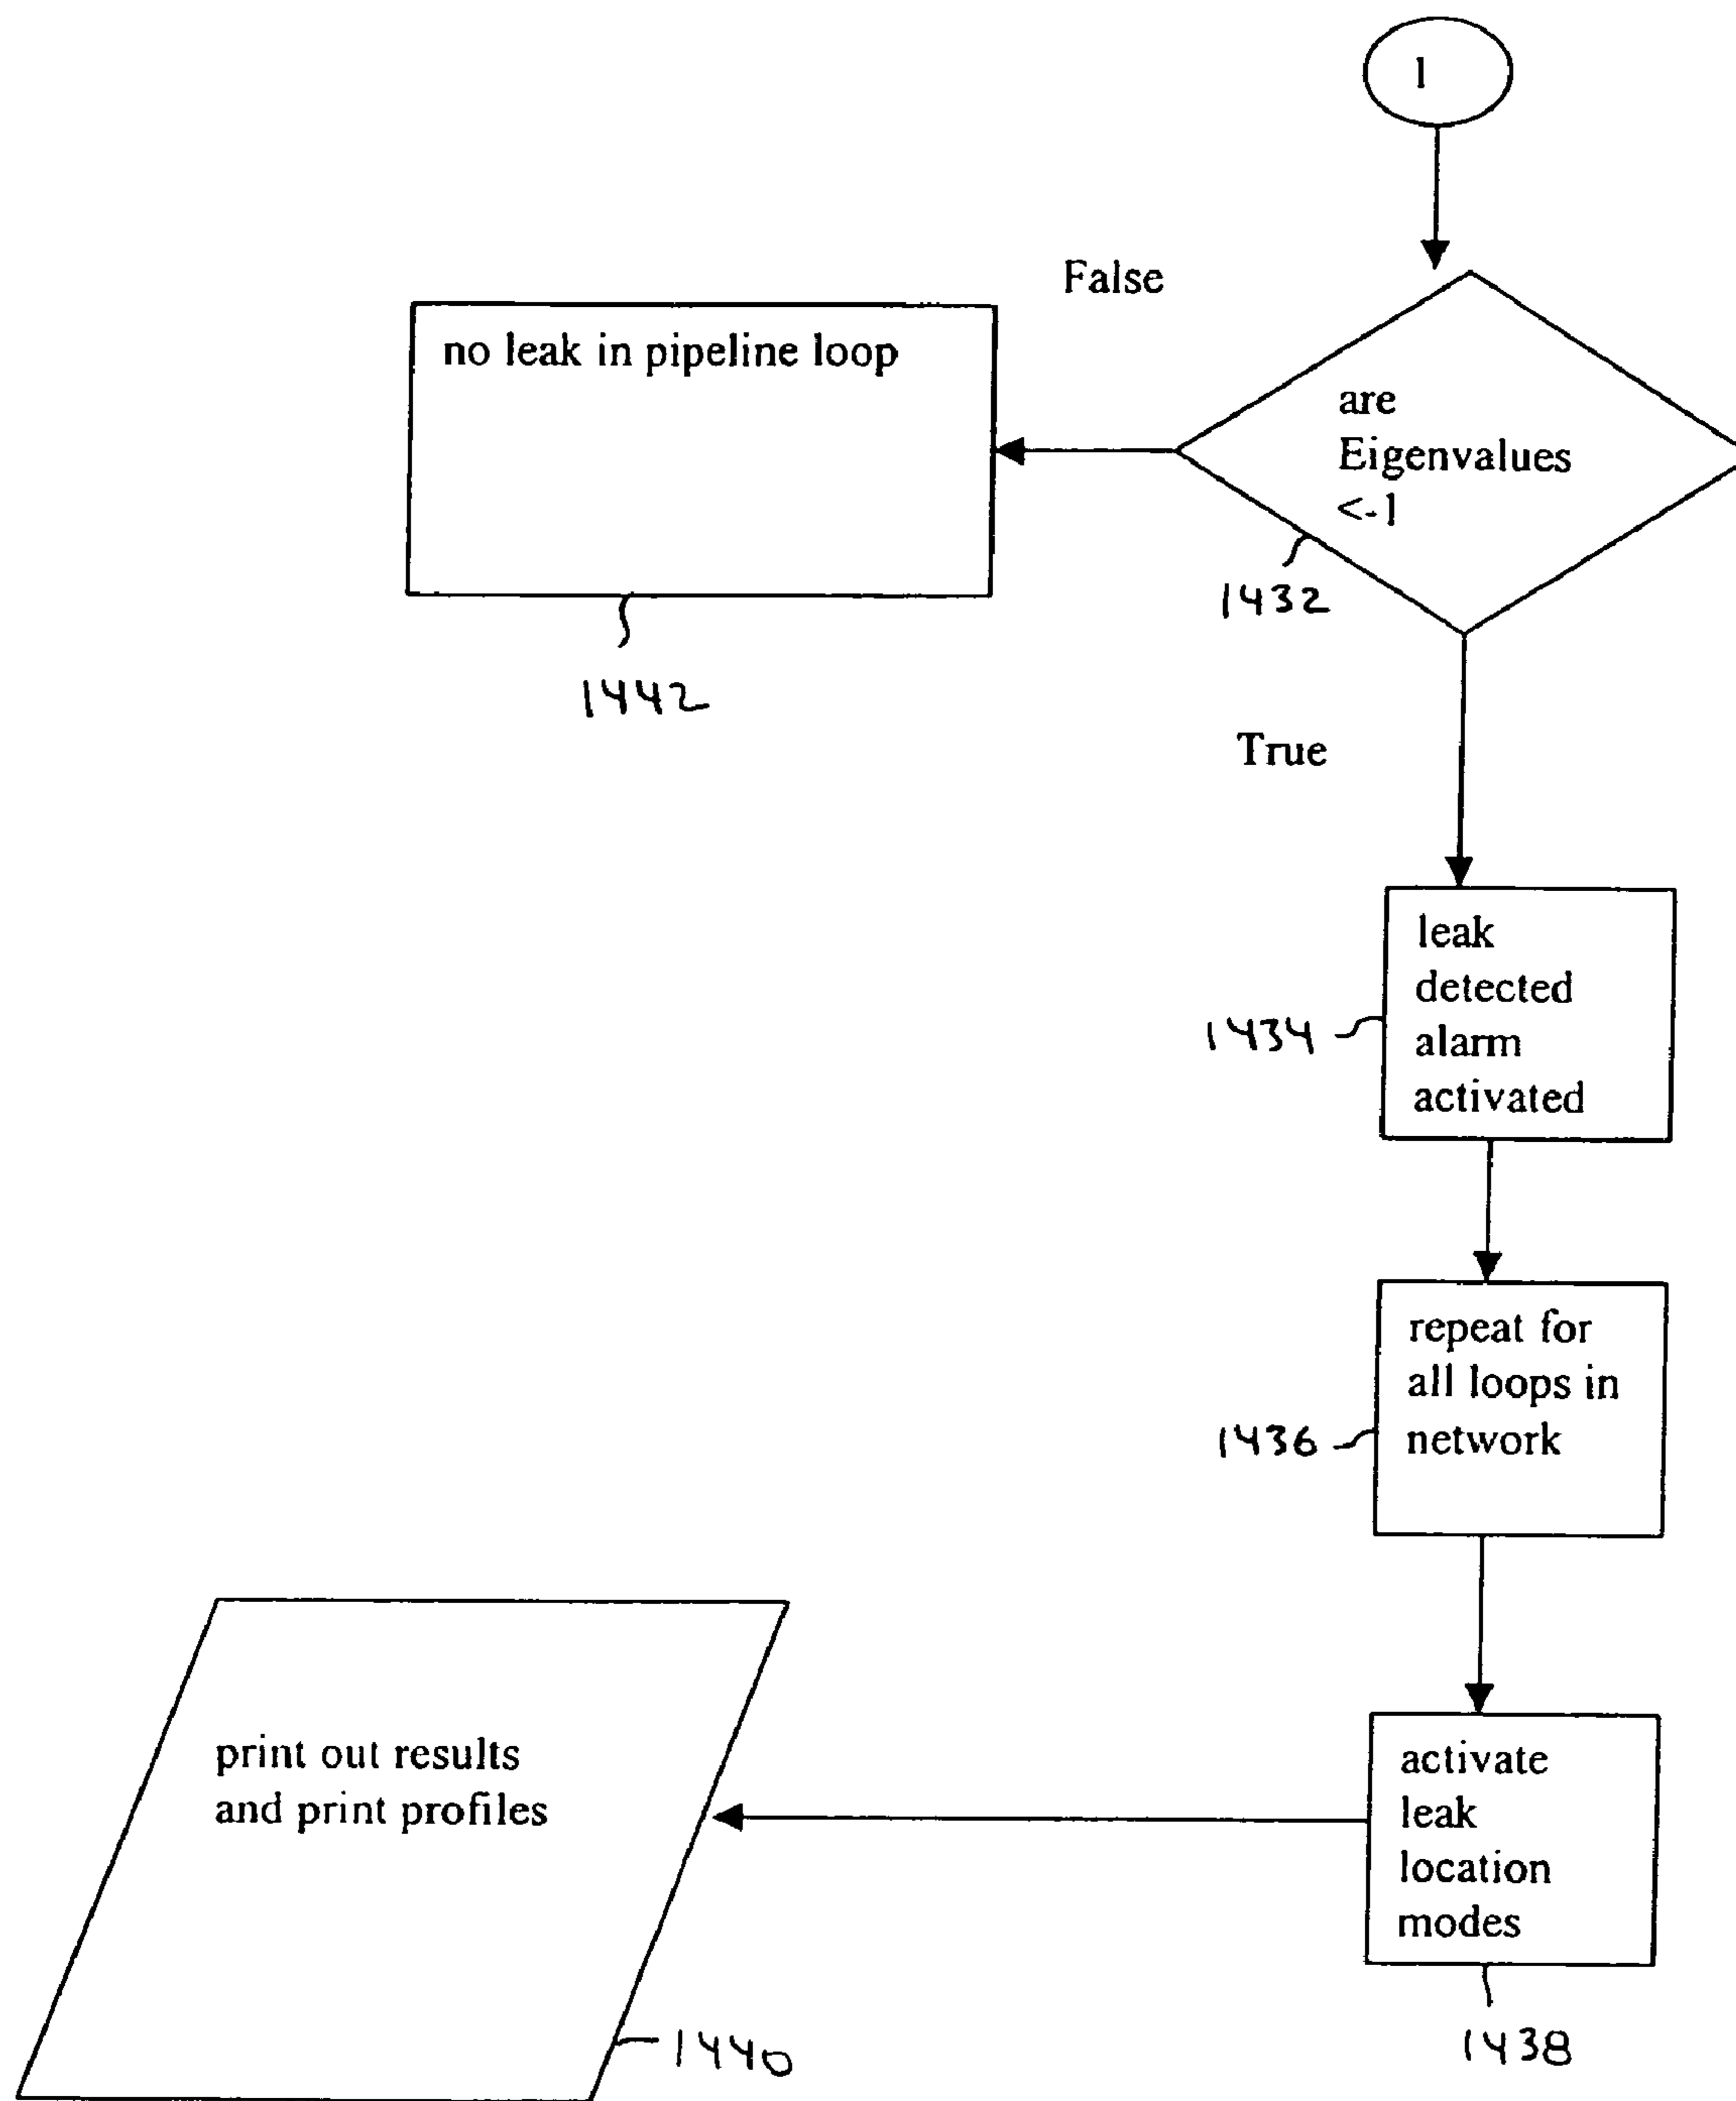 1
False
no leak in pipeline loop
are
Eigenvalues
<-1
1432
1442
True
leak
detected
alarm
activated
1434
repeat for
all loops in
network
1436
print out results
and print profiles
activate
leak
location
modes
1440
1438